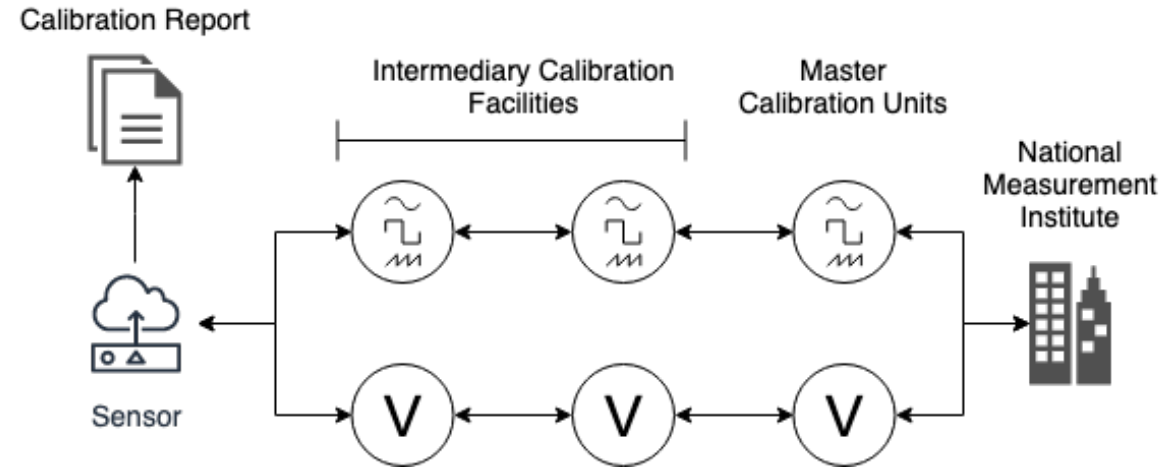 Calibration Report
Intermediary Calibration
Facilities
Master
Calibration Units
National
Measurement
Institute
Sensor
V
V
V